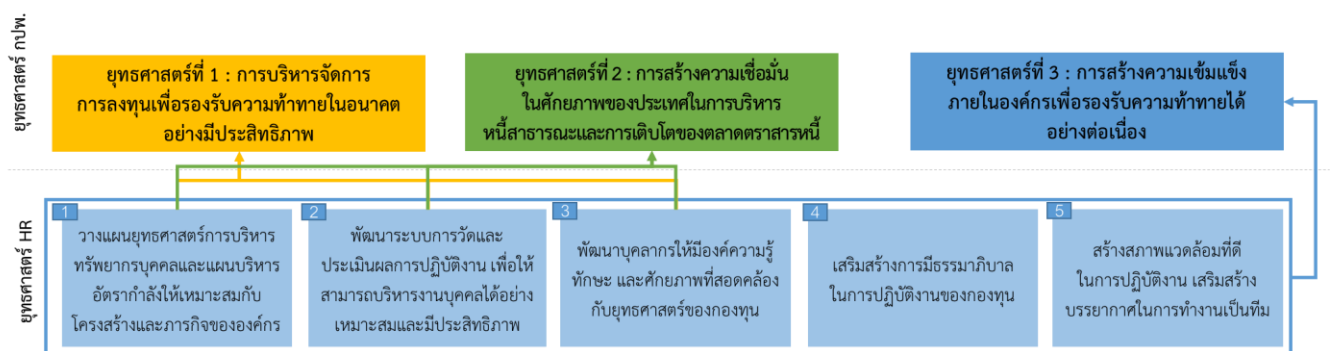 ยุทธศาสตร์ กปพ.
ยุทธศาสตร์ที่ 1 : การบริหารจัดการ
การลงทุนเพื่อรองรับความท้าทายในอนาคต
อย่างมีประสิทธิภาพ
ยุทธศาสตร์ที่ 2 : การสร้างความเชื่อมั่น
ในศักยภาพของประเทศในการบริหาร
หนี้สาธารณะและการเติบโตของตลาดตราสารหนี้
ยุทธศาสตร์ที่ 3 : การสร้างความเข้มแข็ง
ภายในองค์กรเพื่อรองรับความท้าทายได้
อย่างต่อเนื่อง
ยุทธศาสตร์ HR
1
วางแผนยุทธศาสตร์การบริหาร
ทรัพยากรบุคคลและแผนบริหาร
อัตรากำลังให้เหมาะสมกับ
โครงสร้างและภารกิจขององค์กร
2
พัฒนาระบบการวัดและ
ประเมินผลการปฏิบัติงาน เพื่อให้
สามารถบริหารงานบุคคลได้อย่าง
เหมาะสมและมีประสิทธิภาพ
3
พัฒนาบุคลากรให้มีองค์ความรู้
ทักษะ และศักยภาพที่สอดคล้อง
กับยุทธศาสตร์ของกองทุน
4
เสริมสร้างการมีธรรมาภิบาล
ในการปฏิบัติงานของกองทุน
5
สร้างสภาพแวดล้อมที่ดี
ในการปฏิบัติงาน เสริมสร้าง
บรรยากาศในการทำงานเป็นทีม